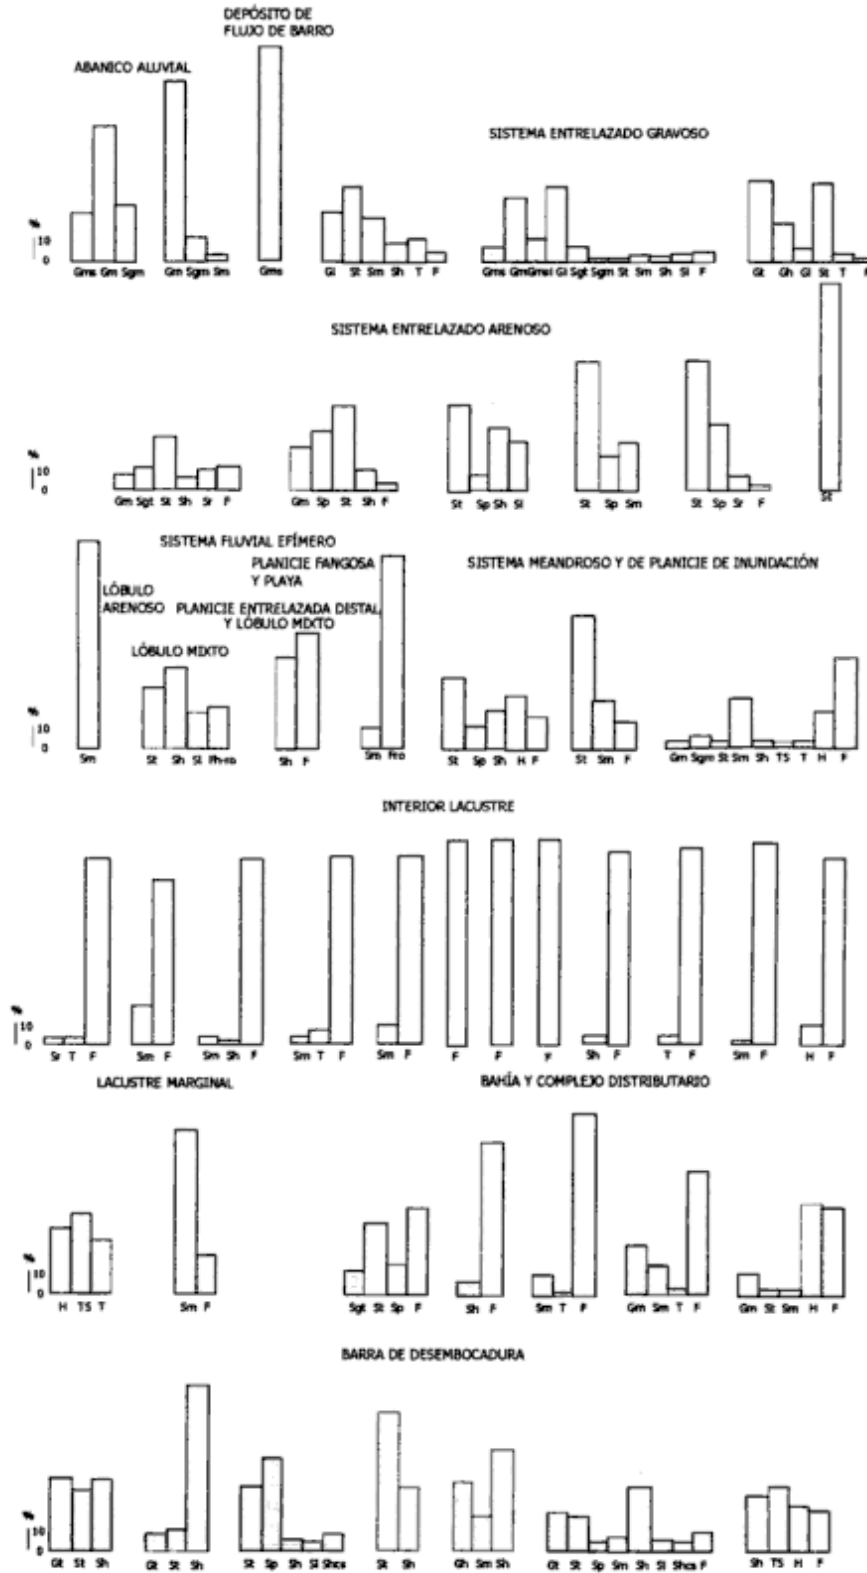 DEPÓSITO DE
FLUJO DE BARRO
ABANICO ALUVIAL
SISTEMA ENTRELAZADO GRAVOSO
%
10
0
Gms Gm Sgm
Gm Sgm Sm
Gms
Gl St Sm Sh T F
Gms Gm Gmsl Gl Sgt Sgm St Sm Sh Sl F
Gt Gh Gl St T F
SISTEMA ENTRELAZADO ARENOSO
%
10
0
Gm Sgt St Sh Sr F
Gm Sp St Sh F
St Sp Sh Sl
St Sp Sm
St Sp Sr F
St
SISTEMA FLUVIAL EFÍMERO
PLANICIE FANGOSA
Y PLAYA
SISTEMA MEANDROSO Y DE PLANICIE DE INUNDACIÓN
LÓBULO
ARENOSO
PLANICIE ENTRELAZADA DISTAL
Y LÓBULO MIXTO
LÓBULO MIXTO
%
10
0
Sm
St Sh Sl Fh-ro
Sh F
Sm Fro
St Sp Sh H F
St Sm F
Gm Sgm St Sm Sh TS T H F
INTERIOR LACUSTRE
%
10
0
Sr T F
Sm F
Sm Sh F
Sm T F
Sm F
F
F
F
Sh F
T F
Sm F
H F
LACUSTRE MARGINAL
BAHÍA Y COMPLEJO DISTRIBUTARIO
%
10
0
H TS T
Sm F
Sgt St Sp F
Sh F
Sm T F
Gm Sm T F
Gm St Sm H F
BARRA DE DESEMBOCADURA
%
10
0
Gt St Sh
Gt St Sh
St Sp Sh Sl Shcs
St Sh
Gh Sm Sh
Gt St Sp Sm Sh Sl Shcs F
Sh TS H F